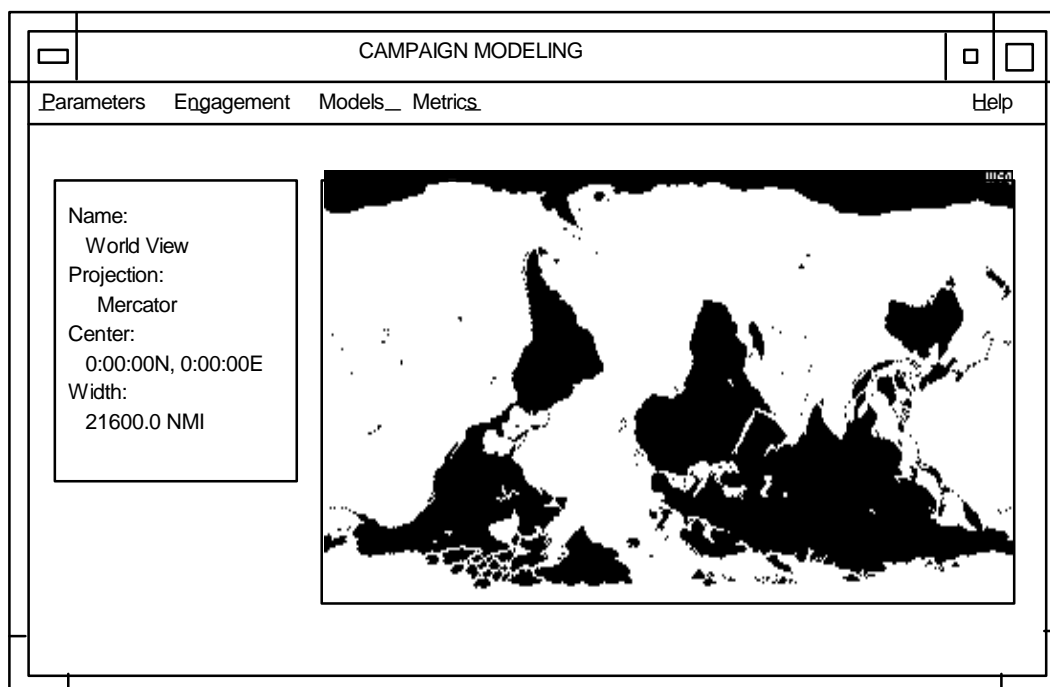 CAMPAIGN MODELING
Parameters Engagement Models Metrics Help
Name:
World View
Projection:
Mercator
Center:
0:00:00N, 0:00:00E
Width:
21600.0 NMI